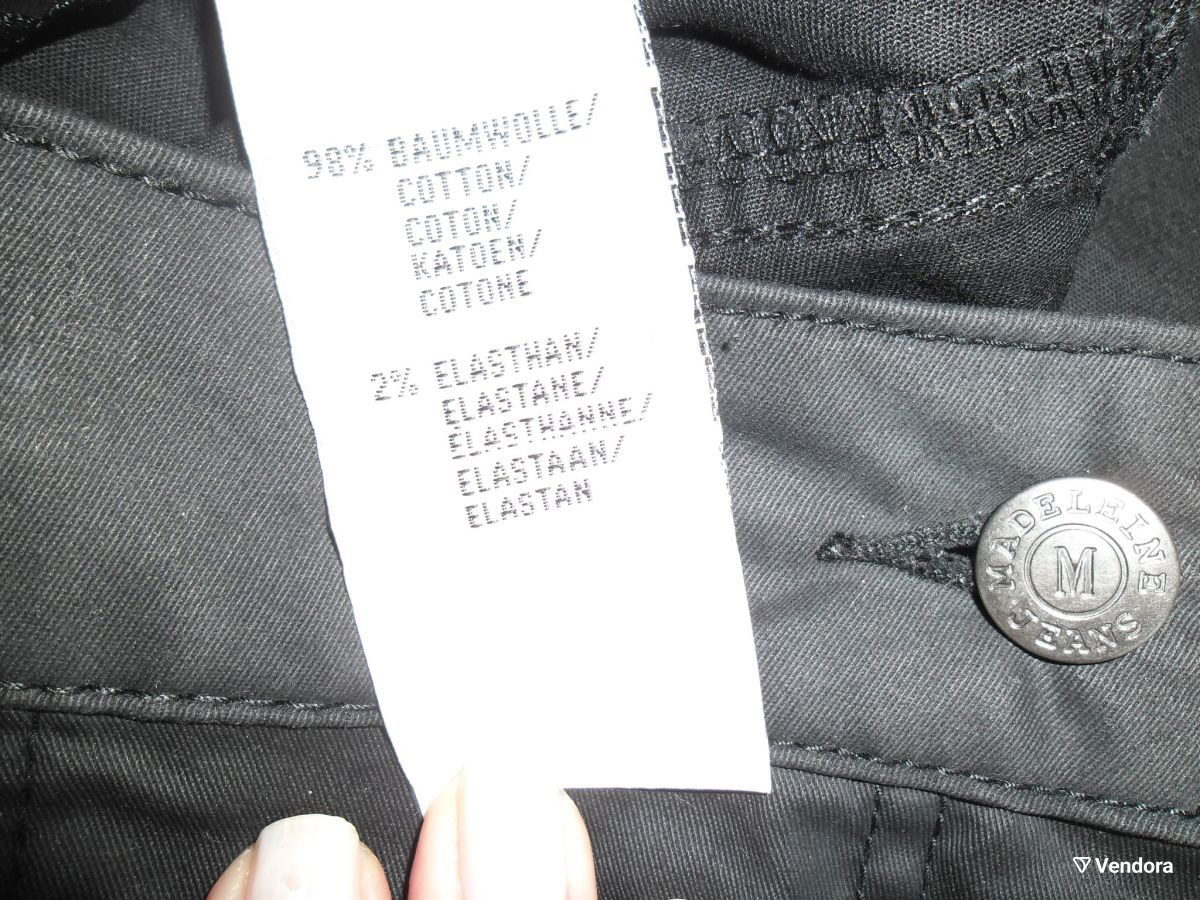 98% BAUMWOLLE/
COTTON/
COTON/
KATOEN/
COTONE
2% ELASTHAN/
ELASTANE/
ELASTHANNE/
ELASTAAN/
ELASTAN
MADELEINE
M
JEANS
Vendora